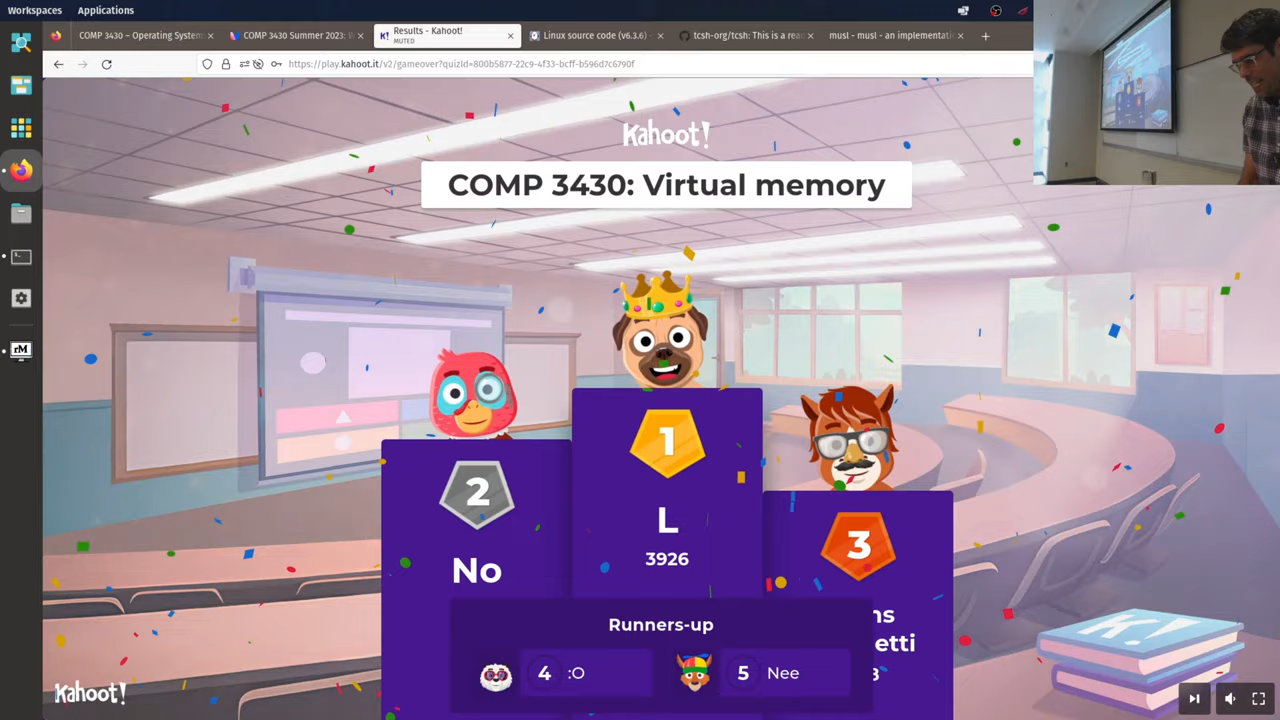 Workspaces Applications
COMP 3430 – Operating System
COMP 3430 Summer 2023:
Results - Kahoot!
MUTED
Linux source code (v6.3.6) -
tcsh-org/tcsh: This is a rea
musl - musl - an implementati
https://play.kahoot.it/v2/gameover?quizId=800b5877-22c9-4f33-bcff-b596d7c6790f
Kahoot!
COMP 3430: Virtual memory
1
L
3926
2
No
3
ns
etti
Runners-up
4 :O
5 Nee
K!
Kahoot!
rM